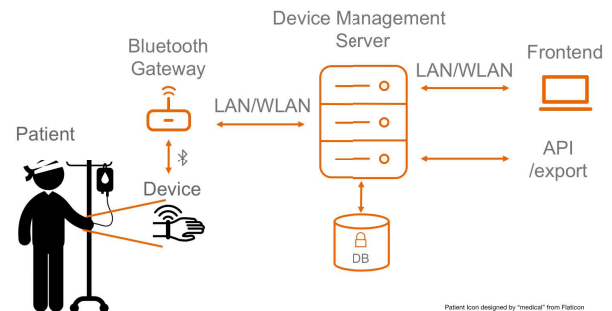 Device Management
Server
Bluetooth
Gateway
LAN/WLAN
LAN/WLAN
Frontend
Patient
Device
API
/export
DB
Patient Icon designed by "medical" from Flaticon